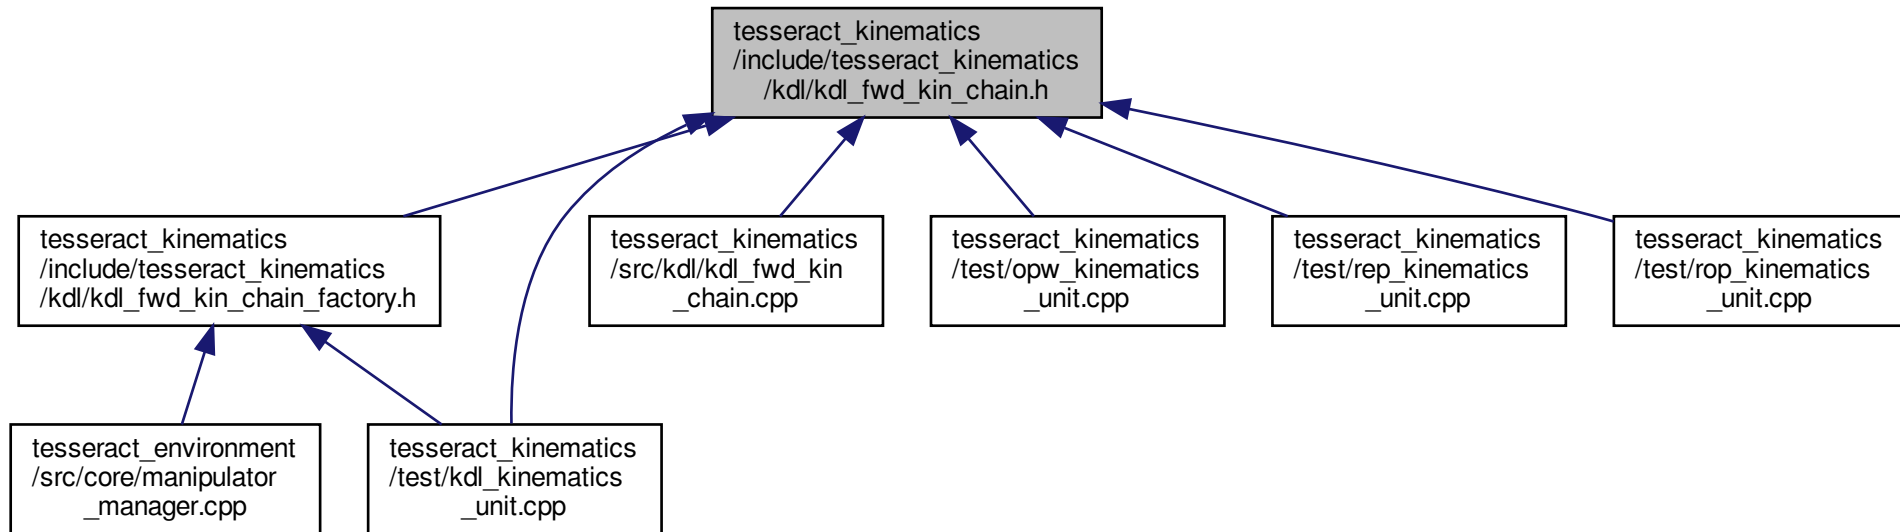 tesseract_kinematics
/include/tesseract_kinematics
/kdl/kdl_fwd_kin_chain.h
tesseract_kinematics
/include/tesseract_kinematics
/kdl/kdl_fwd_kin_chain_factory.h
tesseract_kinematics
/src/kdl/kdl_fwd_kin
_chain.cpp
tesseract_kinematics
/test/opw_kinematics
_unit.cpp
tesseract_kinematics
/test/rep_kinematics
_unit.cpp
tesseract_kinematics
/test/rop_kinematics
_unit.cpp
tesseract_environment
/src/core/manipulator
_manager.cpp
tesseract_kinematics
/test/kdl_kinematics
_unit.cpp